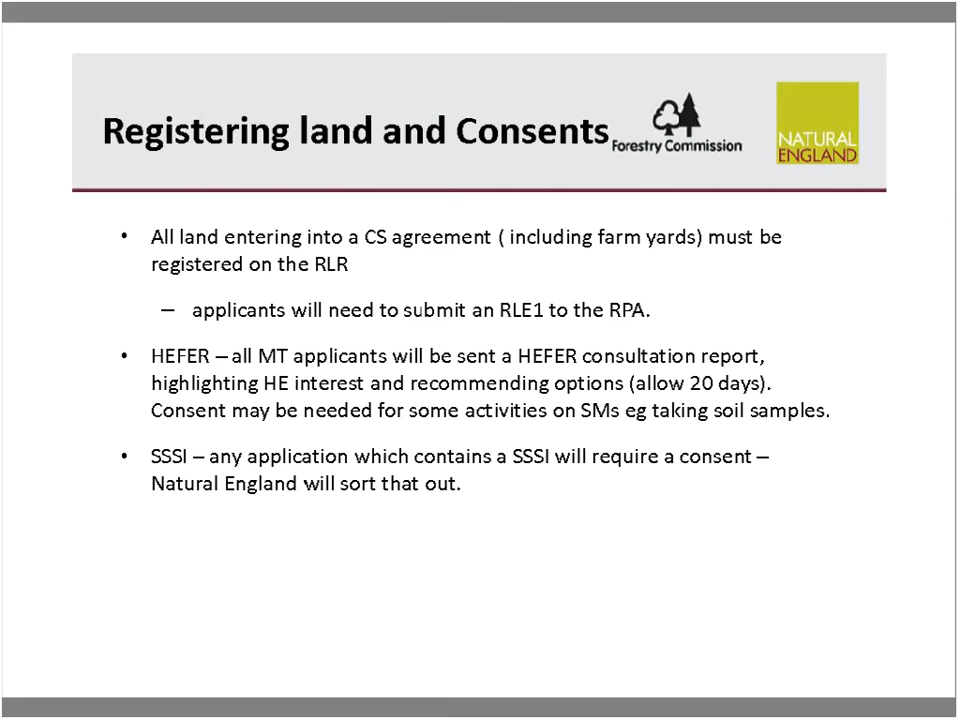 Registering land and Consents
Forestry Commission
NATURAL
ENGLAND
• All land entering into a CS agreement ( including farm yards) must be
registered on the RLR
– applicants will need to submit an RLE1 to the RPA.
• HEFER – all MT applicants will be sent a HEFER consultation report,
highlighting HE interest and recommending options (allow 20 days).
Consent may be needed for some activities on SMs eg taking soil samples.
• SSSI – any application which contains a SSSI will require a consent –
Natural England will sort that out.